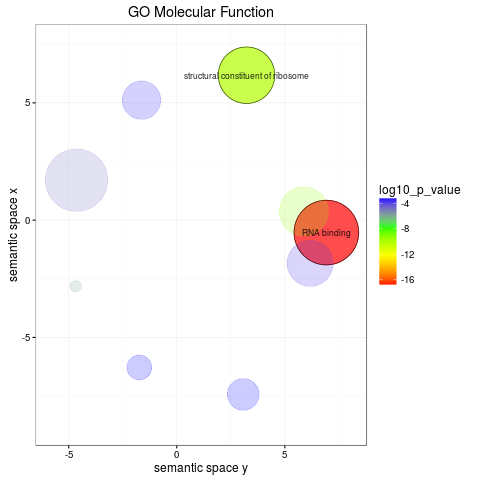 GO Molecular Function
structural constituent of ribosome
RNA binding
5
0
-5
semantic space x
-5
0
5
semantic space y
log10_p_value
-4
-8
-12
-16